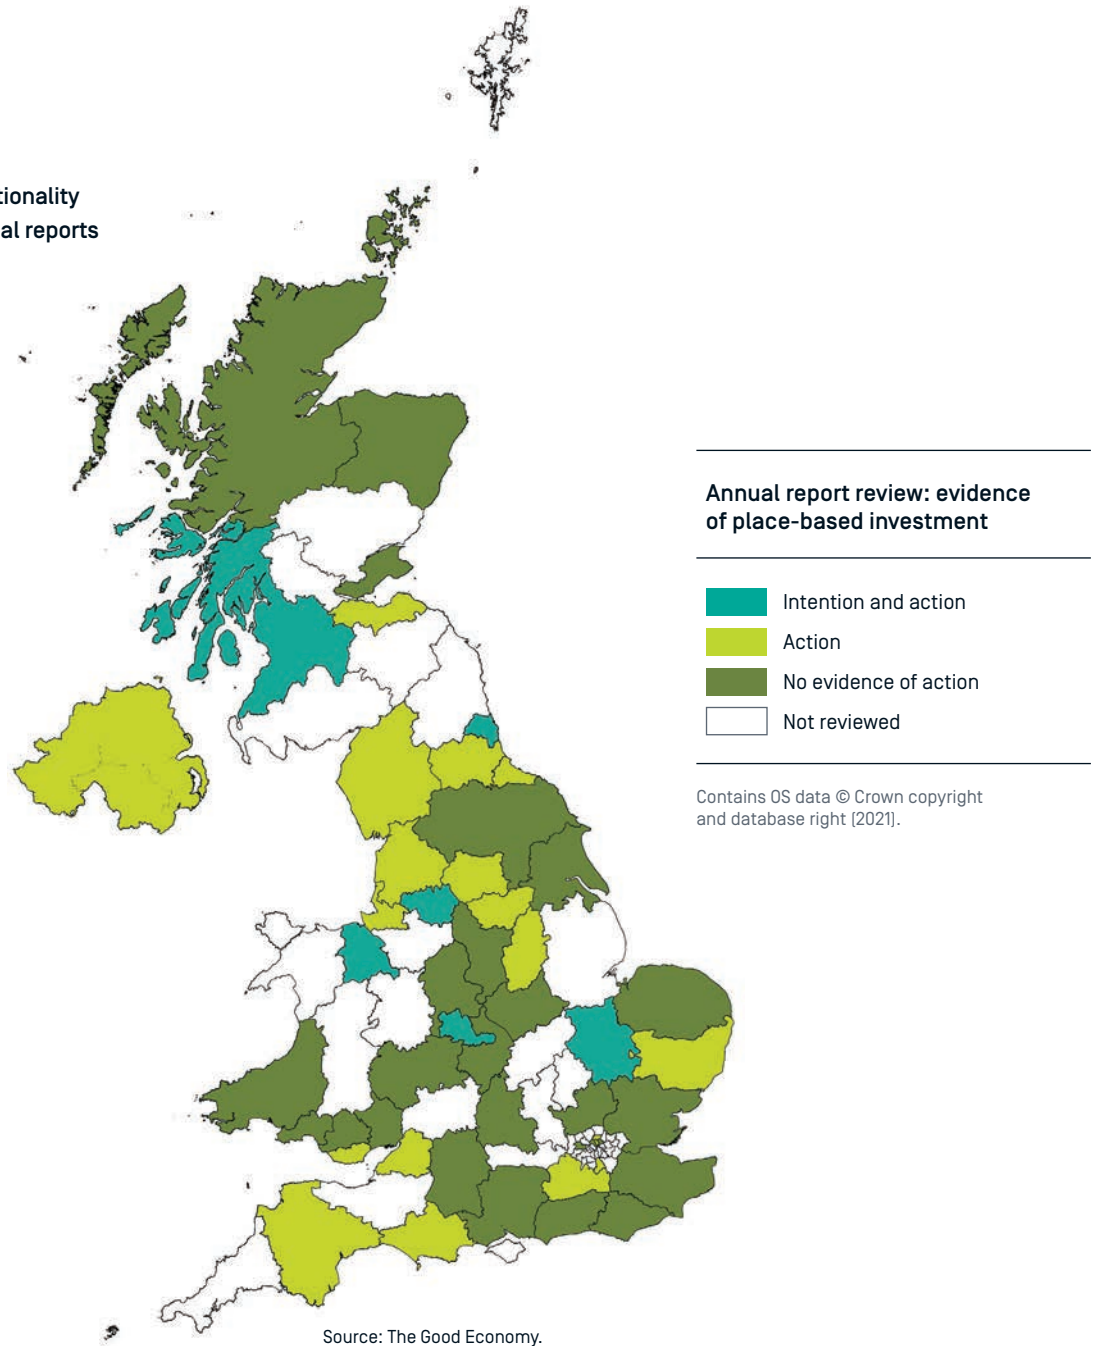 tionality
al reports
Annual report review: evidence
of place-based investment
Intention and action
Action
No evidence of action
Not reviewed
Contains OS data © Crown copyright
and database right [2021].
Source: The Good Economy.